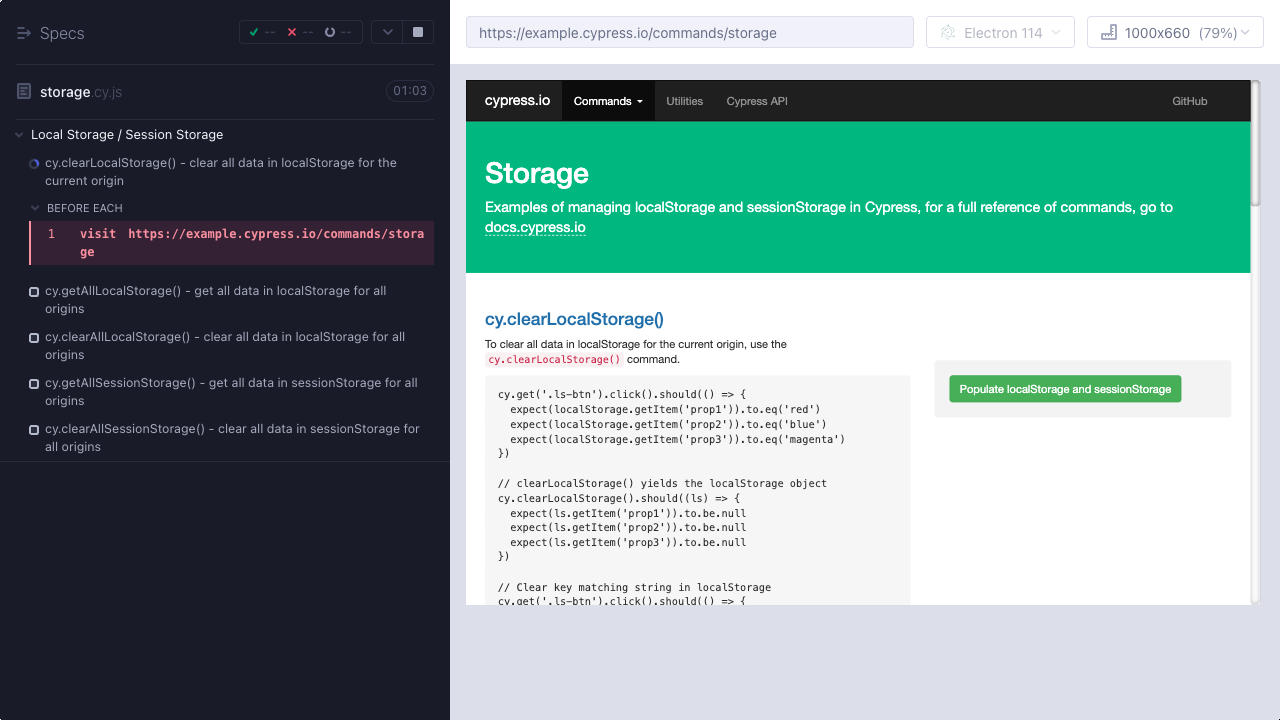 Specs
-- -- --
storage.cy.js 01:03
Local Storage / Session Storage
cy.clearLocalStorage() - clear all data in localStorage for the
current origin
BEFORE EACH
1 visit https://example.cypress.io/commands/stora
ge
cy.getAllLocalStorage() - get all data in localStorage for all
origins
cy.clearAllLocalStorage() - clear all data in localStorage for all
origins
cy.getAllSessionStorage() - get all data in sessionStorage for all
origins
cy.clearAllSessionStorage() - clear all data in sessionStorage for
all origins
https://example.cypress.io/commands/storage
Electron 114
1000x660 (79%)
cypress.io Commands Utilities Cypress API GitHub
Storage
Examples of managing localStorage and sessionStorage in Cypress, for a full reference of commands, go to
docs.cypress.io
cy.clearLocalStorage()
To clear all data in localStorage for the current origin, use the
cy.clearLocalStorage() command.
cy.get('.ls-btn').click().should(() => {
  expect(localStorage.getItem('prop1')).to.eq('red')
  expect(localStorage.getItem('prop2')).to.eq('blue')
  expect(localStorage.getItem('prop3')).to.eq('magenta')
})
// clearLocalStorage() yields the localStorage object
cy.clearLocalStorage().should((ls) => {
  expect(ls.getItem('prop1')).to.be.null
  expect(ls.getItem('prop2')).to.be.null
  expect(ls.getItem('prop3')).to.be.null
})
// Clear key matching string in localStorage
cy.get('.ls-btn').click().should(() => {
Populate localStorage and sessionStorage